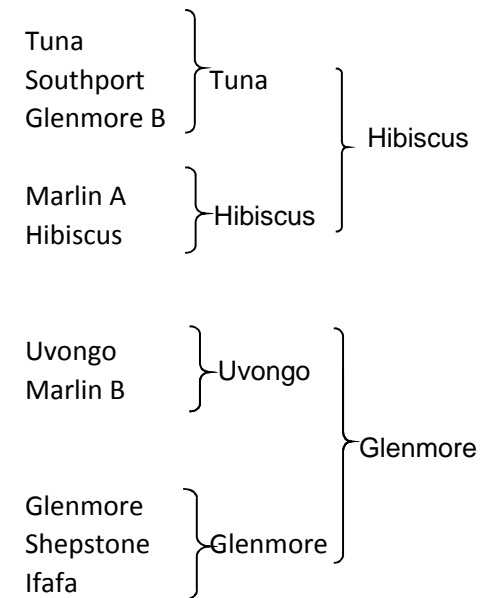 Tuna
Southport
Glenmore B
Tuna
Marlin A
Hibiscus
Hibiscus
Hibiscus
Uvongo
Marlin B
Uvongo
Glenmore
Shepstone
Ifafa
Glenmore
Glenmore